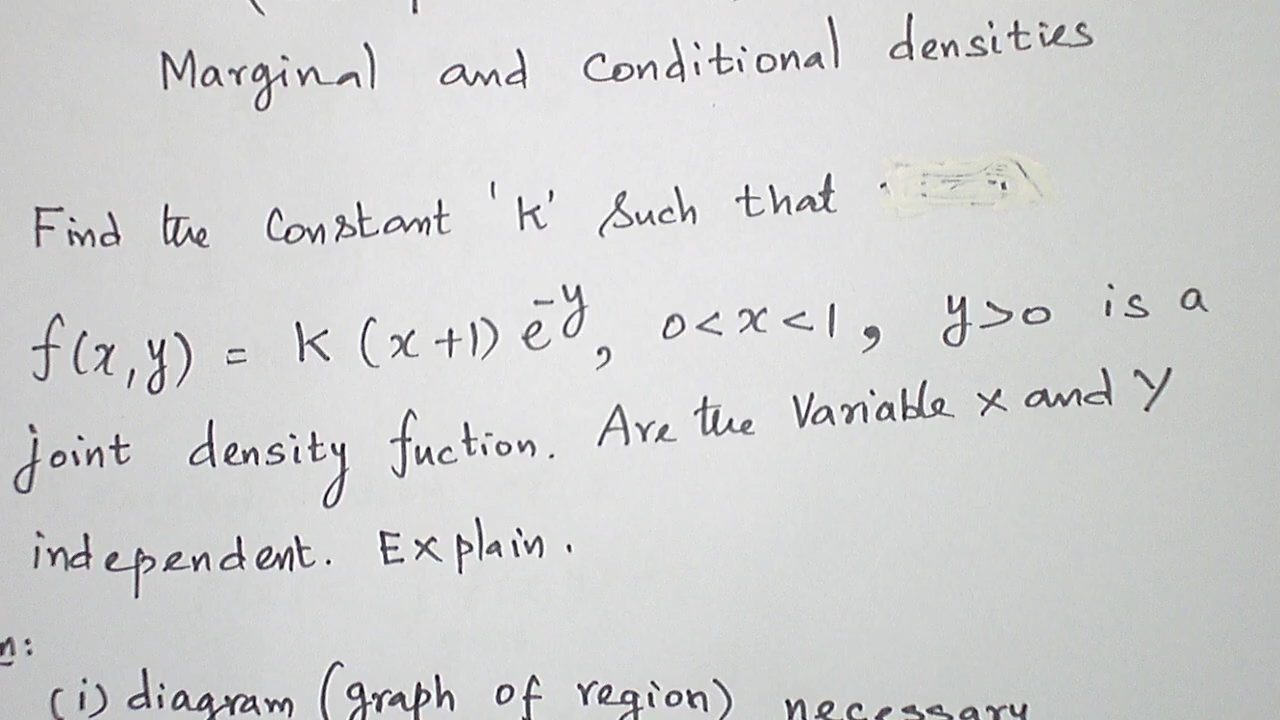 Marginal and Conditional densities
Find the Constant 'K' Such that
f(x,y) = K (x+1) e^-y, 0<x<1, y>0 is a
joint density fuction. Are the Variable X and Y
independent. Explain.
n:
(i) diagram (graph of region) necessary